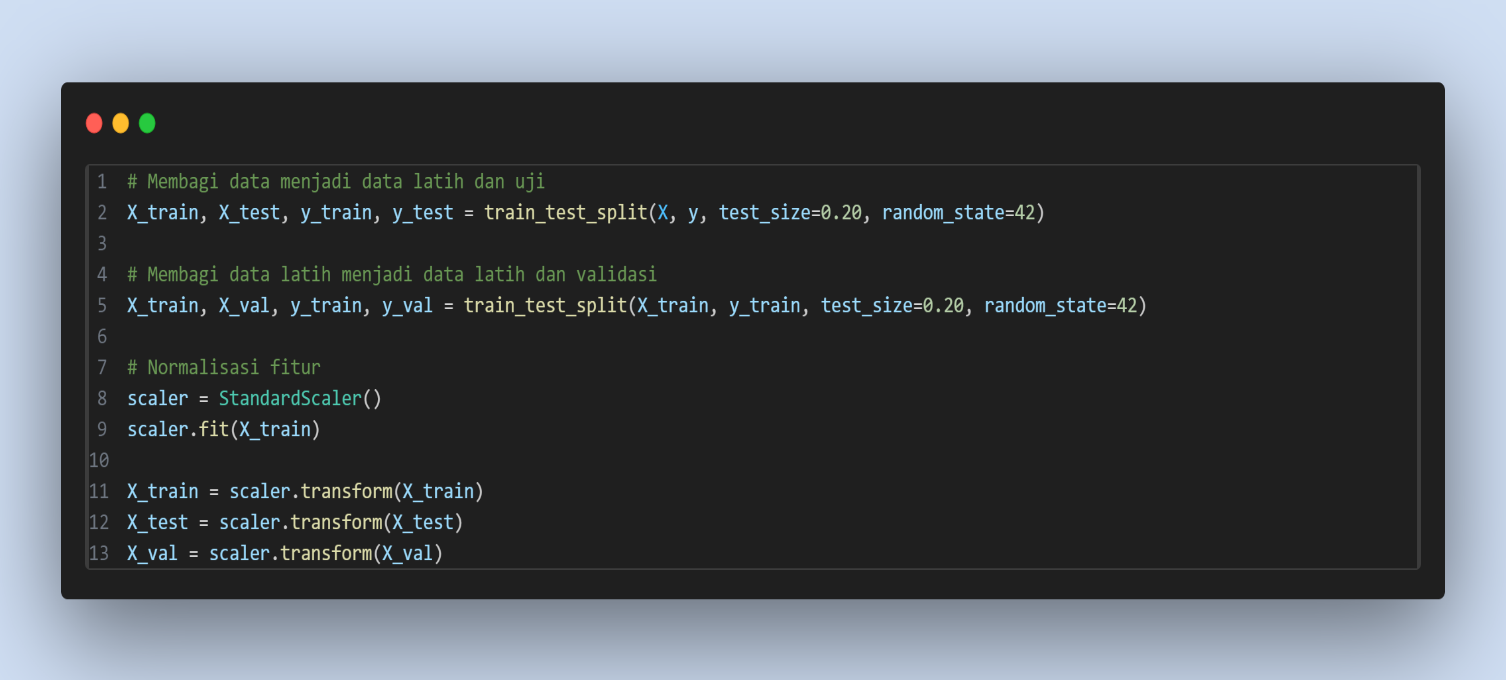 1 # Membagi data menjadi data latih dan uji
2 X_train, X_test, y_train, y_test = train_test_split(X, y, test_size=0.20, random_state=42)
3
4 # Membagi data latih menjadi data latih dan validasi
5 X_train, X_val, y_train, y_val = train_test_split(X_train, y_train, test_size=0.20, random_state=42)
6
7 # Normalisasi fitur
8 scaler = StandardScaler()
9 scaler.fit(X_train)
10
11 X_train = scaler.transform(X_train)
12 X_test = scaler.transform(X_test)
13 X_val = scaler.transform(X_val)